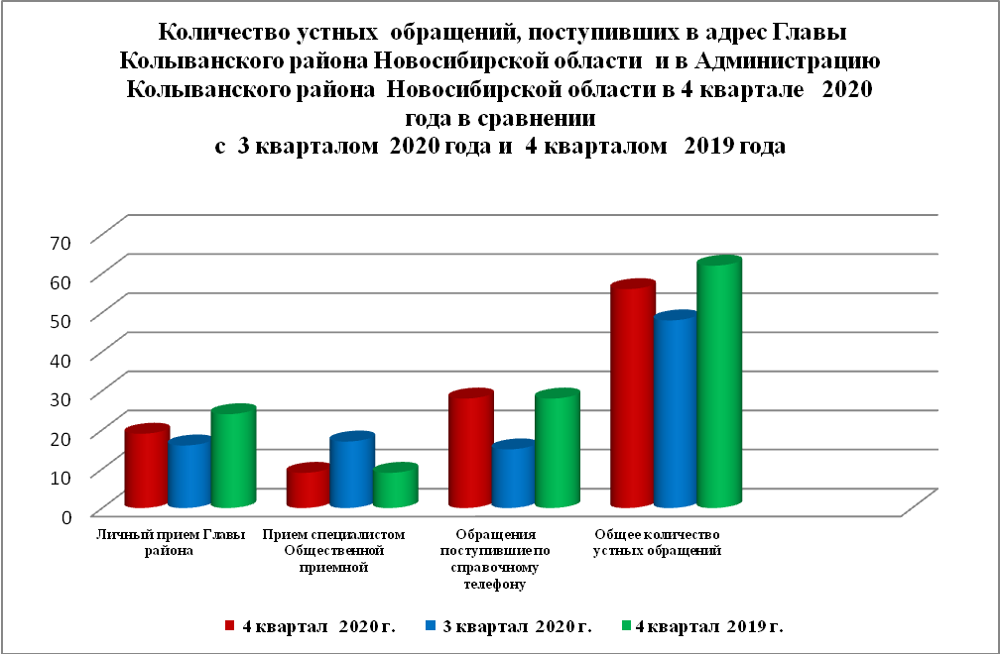 Количество устных обращений, поступивших в адрес Главы
Колыванского района Новосибирской области и в Администрацию
Колыванского района Новосибирской области в 4 квартале 2020
года в сравнении
с 3 кварталом 2020 года и 4 кварталом 2019 года
70
60
50
40
30
20
10
0
Личный прием Главы
района
Прием специалистом
Общественной
приемной
Обращения
поступившие по
справочному
телефону
Общее количество
устных обращений
4 квартал 2020 г.
3 квартал 2020 г.
4 квартал 2019 г.